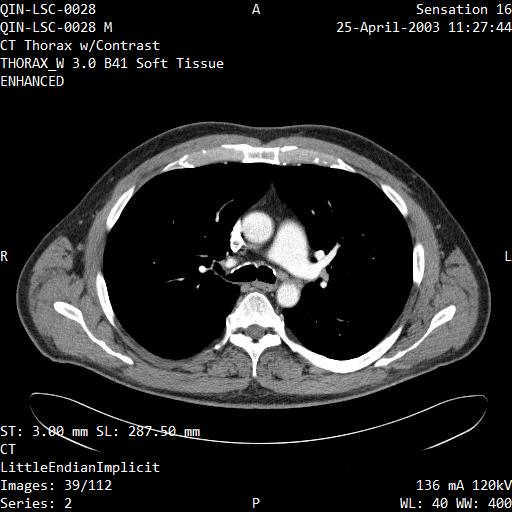 QIN-LSC-0028
A
Sensation 16
QIN-LSC-0028 M
25-April-2003 11:27:44
CT Thorax w/Contrast
THORAX_W 3.0 B41 Soft Tissue
ENHANCED
R
L
ST: 3.00 mm SL: 287.50 mm
CT
LittleEndianImplicit
Images: 39/112
136 mA 120kV
Series: 2
P
WL: 40 WW: 400